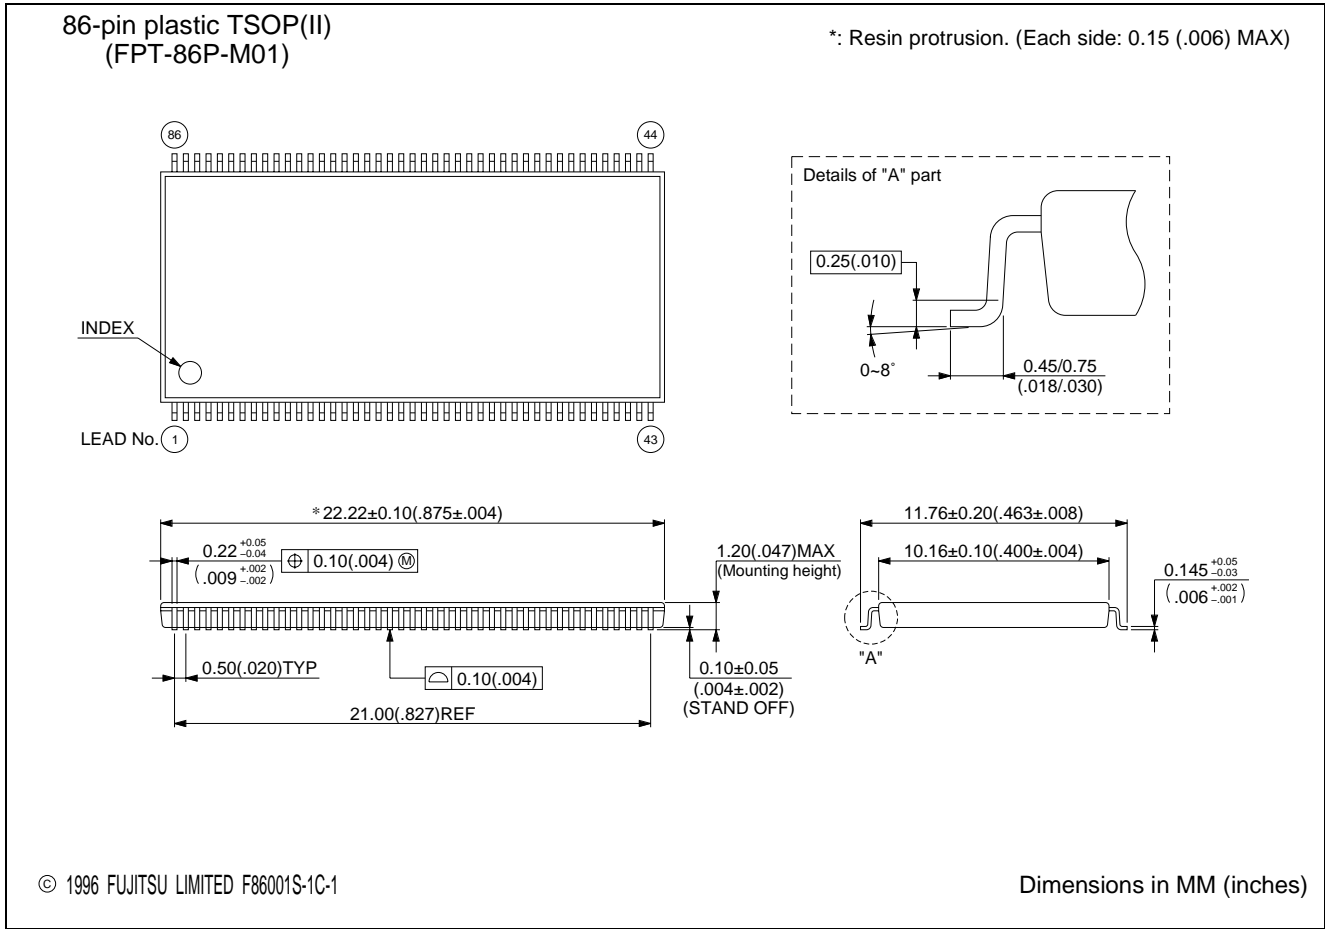 86-pin plastic TSOP(II)
(FPT-86P-M01)
*: Resin protrusion. (Each side: 0.15 (.006) MAX)
86
44
Details of "A" part
0.25(.010)
0~8°
0.45/0.75
(.018/.030)
INDEX
LEAD No.
1
43
*22.22±0.10(.875±.004)
0.22 +0.05 -0.04
(.009 +.002 -.002)
⌖ 0.10(.004) Ⓜ
1.20(.047)MAX
(Mounting height)
0.50(.020)TYP
⌓ 0.10(.004)
0.10±0.05
(.004±.002)
(STAND OFF)
21.00(.827)REF
11.76±0.20(.463±.008)
10.16±0.10(.400±.004)
0.145 +0.05 -0.03
(.006 +.002 -.001)
"A"
© 1996 FUJITSU LIMITED F86001S-1C-1
Dimensions in MM (inches)